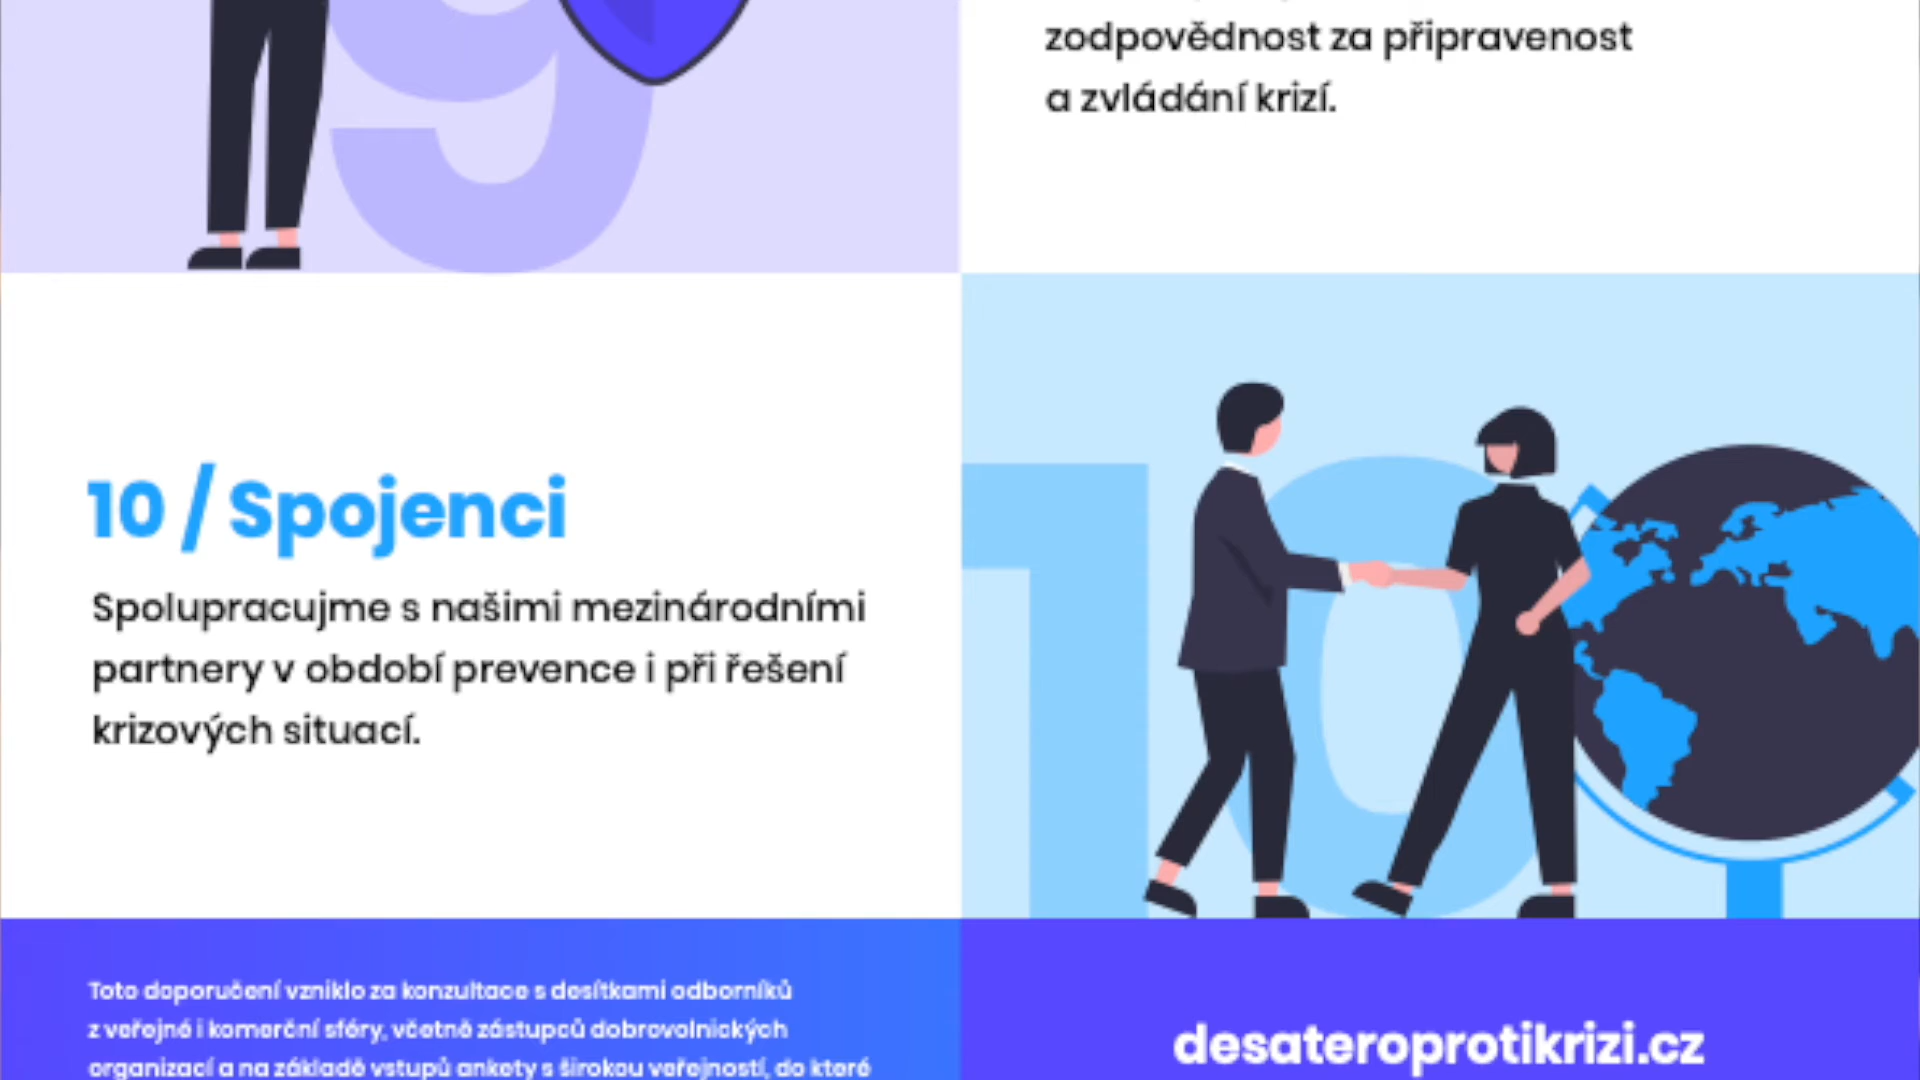 9
zodpovědnost za připravenost
a zvládání krizí.
10 / Spojenci
Spolupracujme s našimi mezinárodními
partnery v období prevence i při řešení
krizových situací.
10
Toto doporučení vzniklo za konzultace s desítkami odborníků
z veřejné i komerční sféry, včetně zástupců dobrovolnických
organizací a na základě vstupů ankety s širokou veřejností, do které
desateroprotikrizi.cz